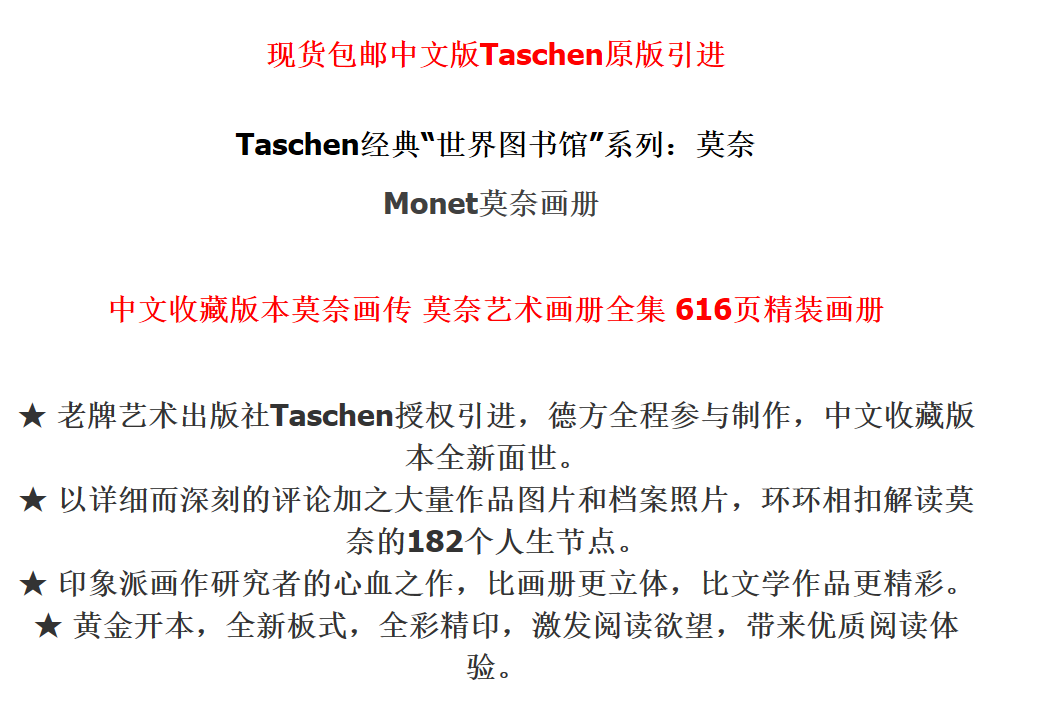 现货包邮中文版Taschen原版引进
Taschen经典“世界图书馆”系列：莫奈
Monet莫奈画册
中文收藏版本莫奈画传 莫奈艺术画册全集 616页精装画册
★ 老牌艺术出版社Taschen授权引进，德方全程参与制作，中文收藏版
本全新面世。
★ 以详细而深刻的评论加之大量作品图片和档案照片，环环相扣解读莫
奈的182个人生节点。
★ 印象派画作研究者的心血之作，比画册更立体，比文学作品更精彩。
★ 黄金开本，全新板式，全彩精印，激发阅读欲望，带来优质阅读体
验。